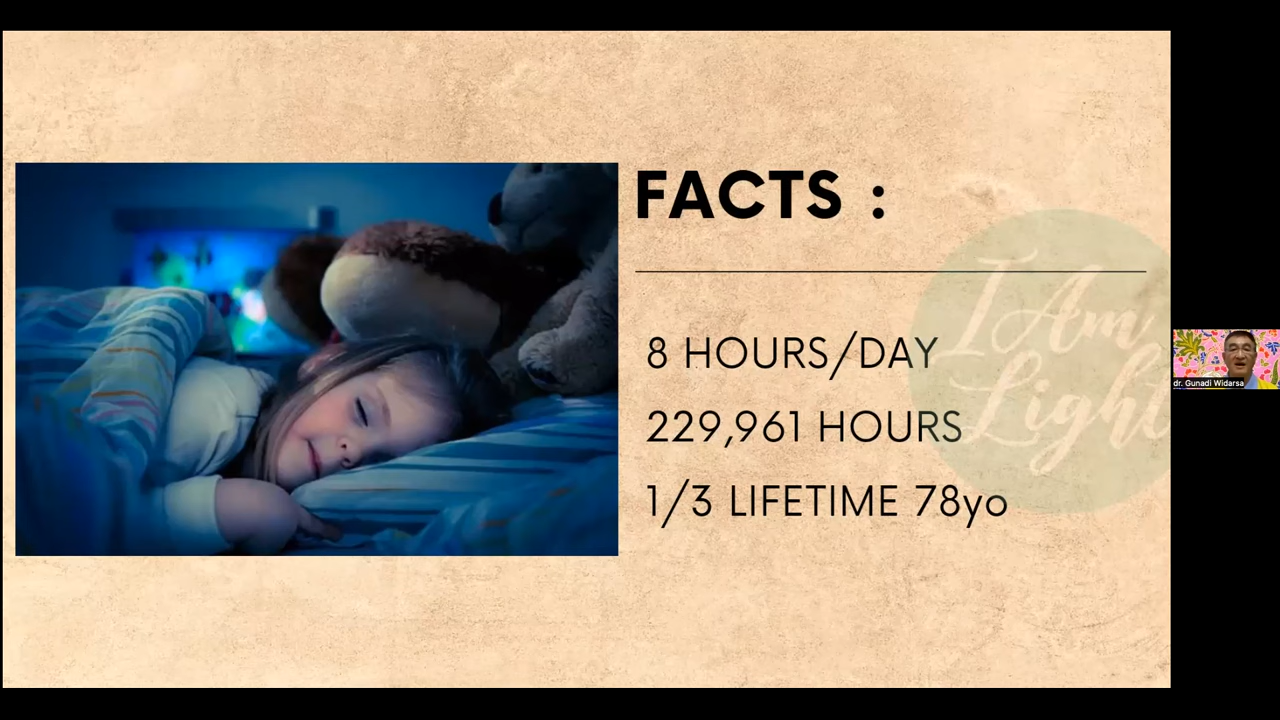 FACTS :
8 HOURS/DAY
229,961 HOURS
1/3 LIFETIME 78yo
I Am
Light
dr. Gunadi Widarsa